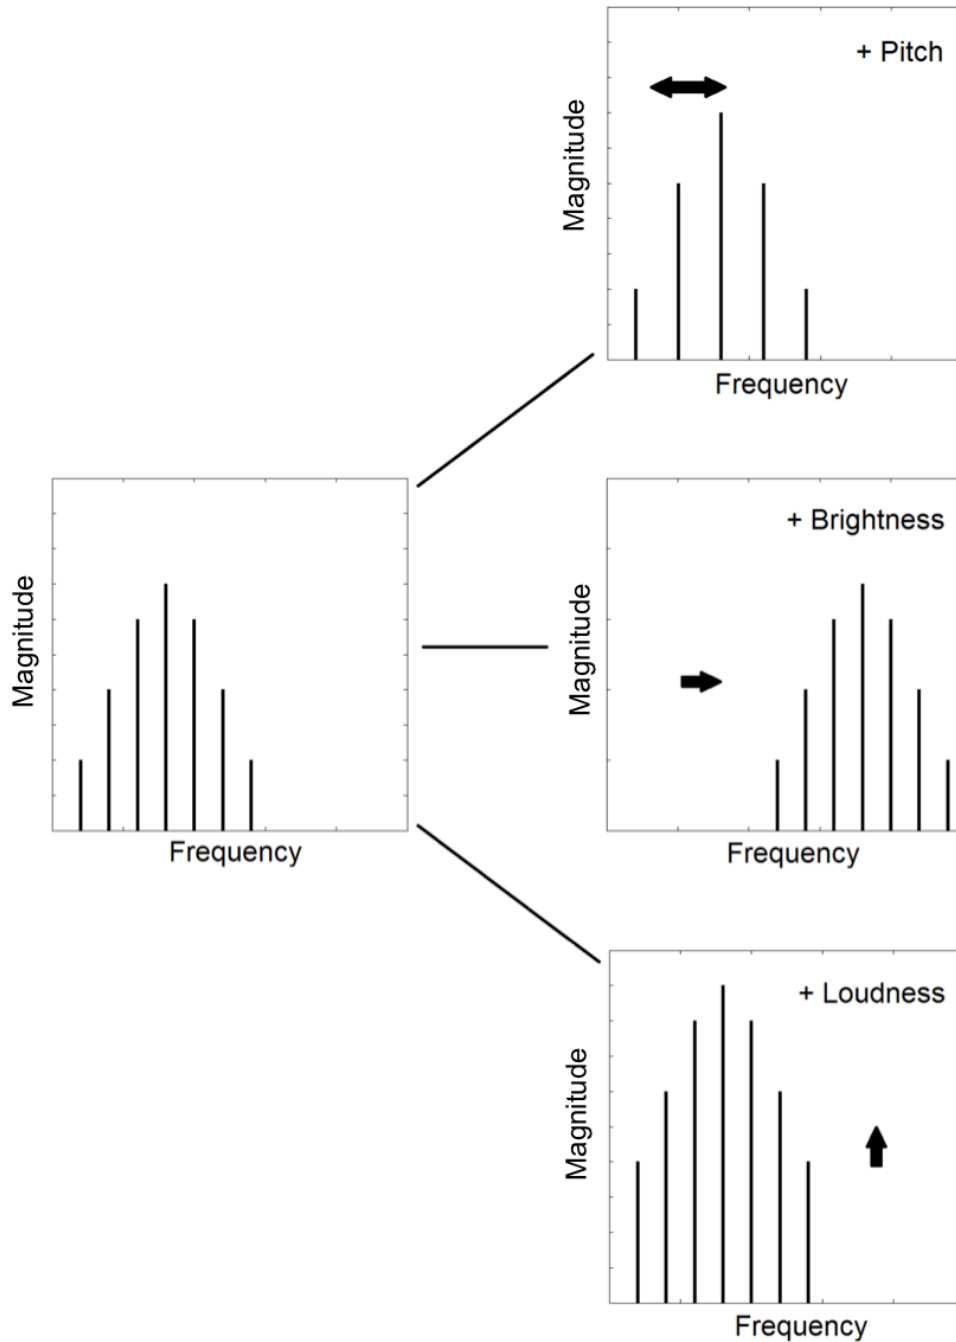 + Pitch
Magnitude
Frequency
Magnitude
Frequency
+ Brightness
Magnitude
Frequency
+ Loudness
Magnitude
Frequency